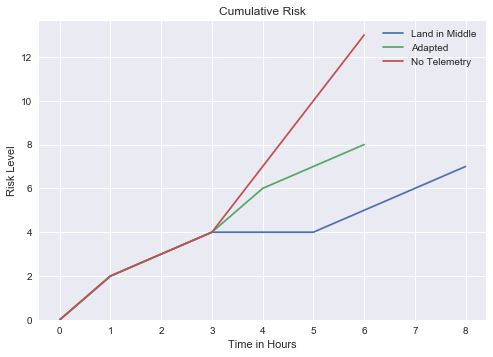 Cumulative Risk
Land in Middle
Adapted
No Telemetry
Risk Level
12
10
8
6
4
2
0
0 1 2 3 4 5 6 7 8
Time in Hours